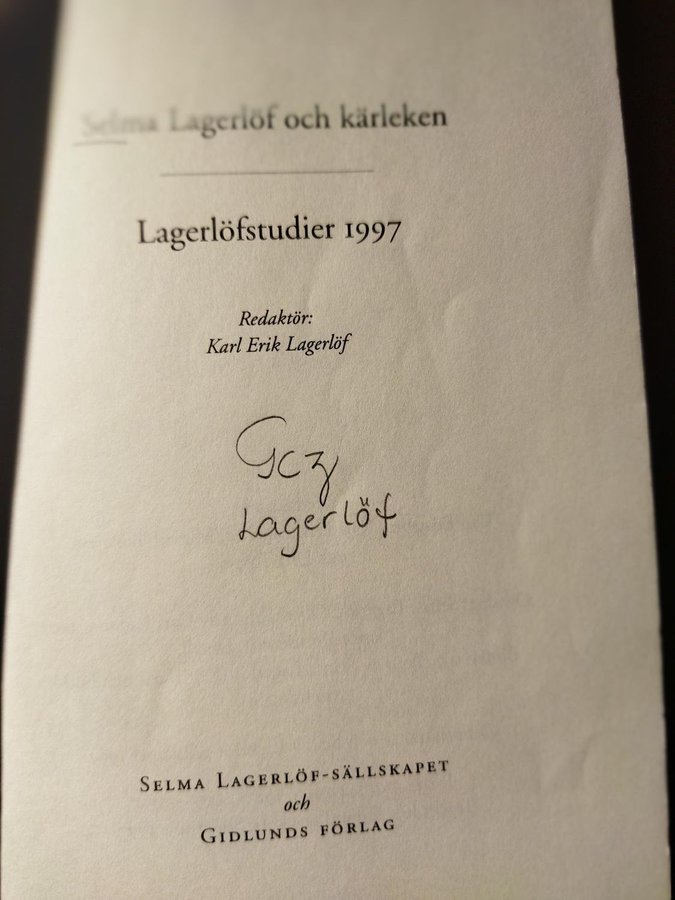 Selma Lagerlöf och kärleken
Lagerlöfstudier 1997
Redaktör:
Karl Erik Lagerlöf
Lagerlöf
SELMA LAGERLÖF-SÄLLSKAPET
och
GIDLUNDS FÖRLAG